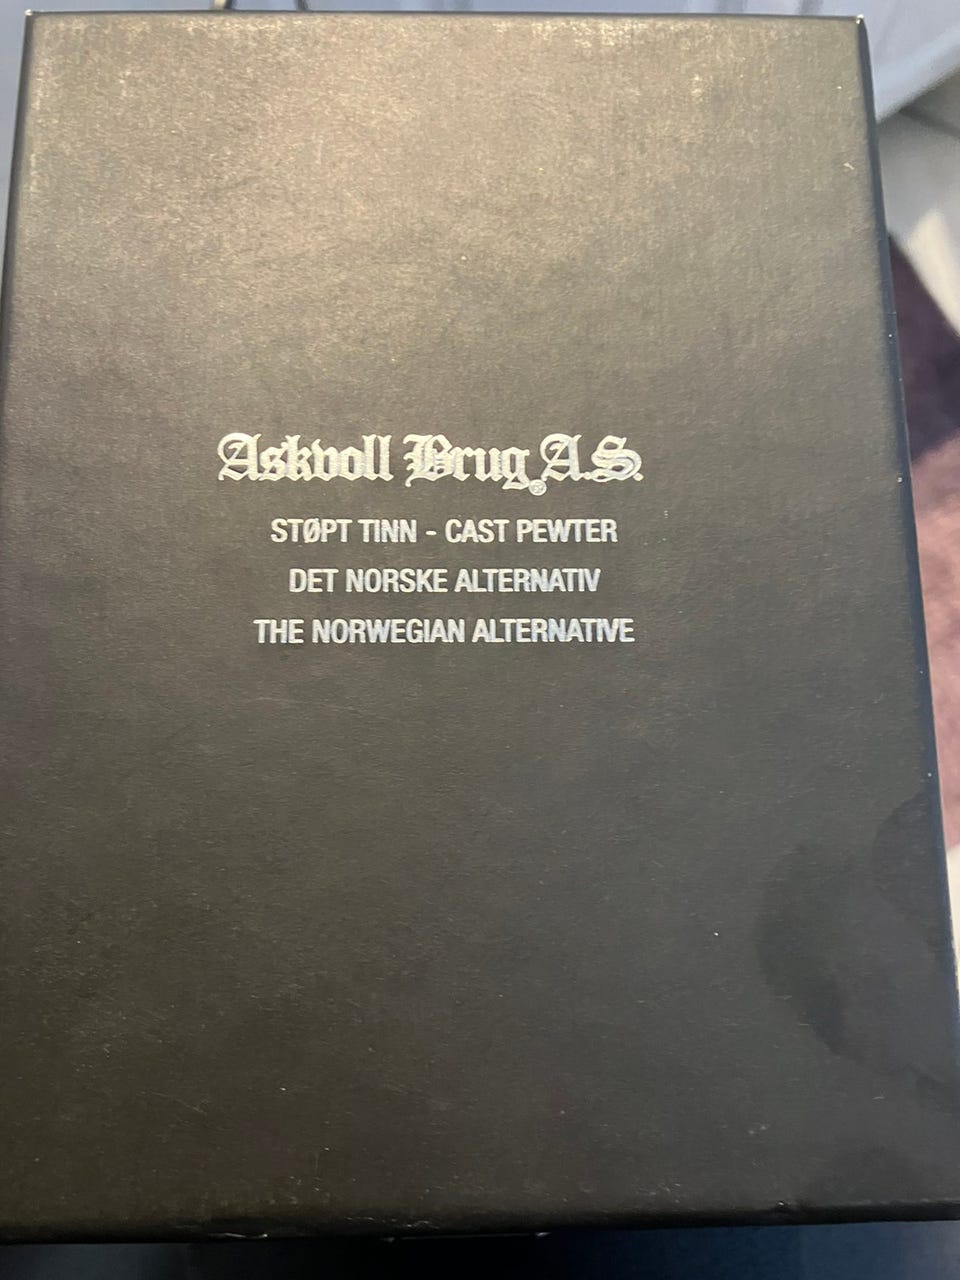 Askvoll Brug A.S.®
STØPT TINN - CAST PEWTER
DET NORSKE ALTERNATIV
THE NORWEGIAN ALTERNATIVE